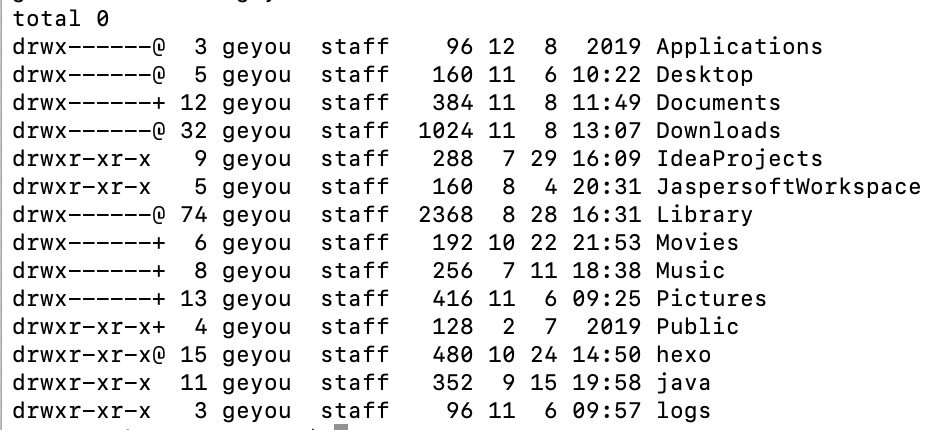 total 0
drwx------@  3 geyou  staff    96 12  8  2019 Applications
drwx------@  5 geyou  staff   160 11  6 10:22 Desktop
drwx------+ 12 geyou  staff   384 11  8 11:49 Documents
drwx------@ 32 geyou  staff  1024 11  8 13:07 Downloads
drwxr-xr-x   9 geyou  staff   288  7 29 16:09 IdeaProjects
drwxr-xr-x   5 geyou  staff   160  8  4 20:31 JaspersoftWorkspace
drwx------@ 74 geyou  staff  2368  8 28 16:31 Library
drwx------+  6 geyou  staff   192 10 22 21:53 Movies
drwx------+  8 geyou  staff   256  7 11 18:38 Music
drwx------+ 13 geyou  staff   416 11  6 09:25 Pictures
drwxr-xr-x+  4 geyou  staff   128  2  7  2019 Public
drwxr-xr-x@ 15 geyou  staff   480 10 24 14:50 hexo
drwxr-xr-x  11 geyou  staff   352  9 15 19:58 java
drwxr-xr-x   3 geyou  staff    96 11  6 09:57 logs